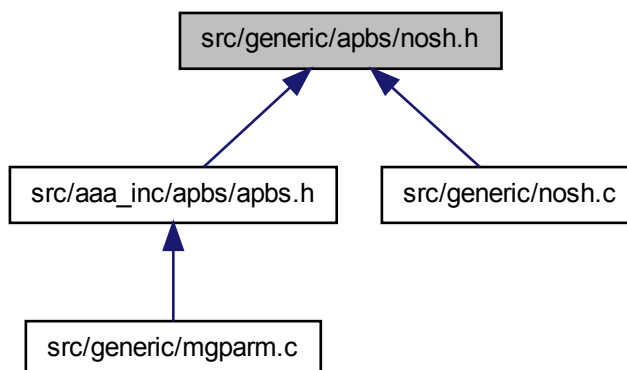 src/generic/apbs/nosh.h
src/aaa_inc/apbs/apbs.h
src/generic/nosh.c
src/generic/mgparm.c